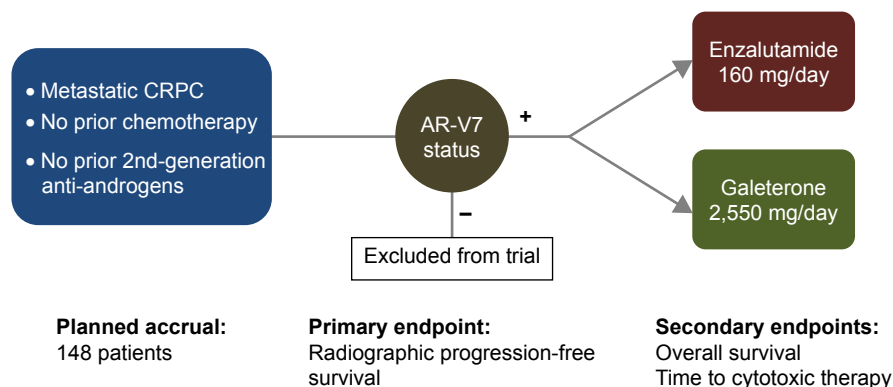 • Metastatic CRPC
• No prior chemotherapy
• No prior 2nd-generation
anti-androgens
AR-V7
status
+
–
Excluded from trial
Enzalutamide
160 mg/day
Galeterone
2,550 mg/day
Planned accrual:
148 patients
Primary endpoint:
Radiographic progression-free
survival
Secondary endpoints:
Overall survival
Time to cytotoxic therapy